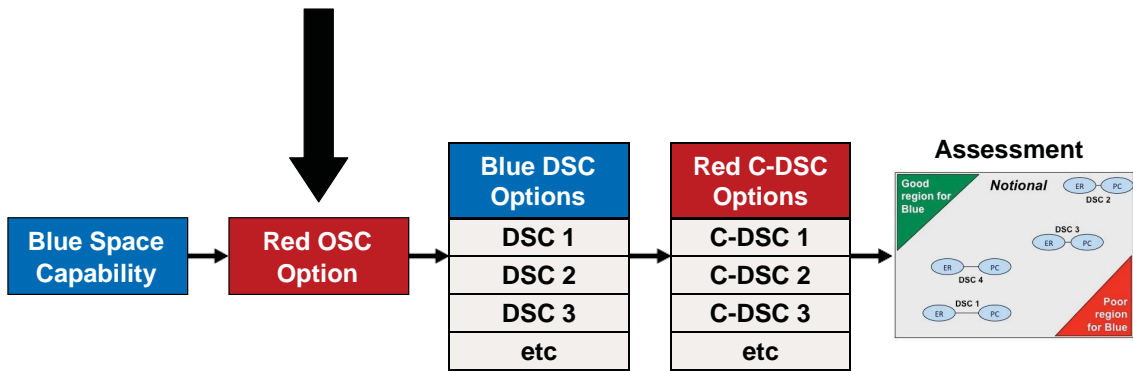 Blue Space
Capability
Red OSC
Option
Blue DSC
Options
DSC 1
DSC 2
DSC 3
etc
Red C-DSC
Options
C-DSC 1
C-DSC 2
C-DSC 3
etc
Assessment
Good
region for
Blue
Notional
ER PC
DSC 2
DSC 3
ER PC
ER PC
DSC 4
DSC 1
ER PC
Poor
region
for Blue